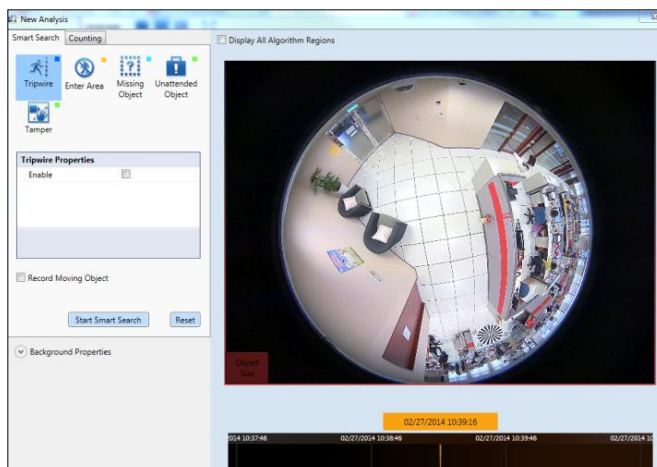 New Analysis
Smart Search
Counting
Display All Algorithm Regions
Tripwire
Enter Area
Missing
Object
Unattended
Object
Tamper
Tripwire Properties
Enable
Record Moving Object
Start Smart Search
Reset
Background Properties
Object
Size
02/27/2014 10:39:16
2014 10:37:46
02/27/2014 10:38:46
02/27/2014 10:39:46
02/27/2014 10